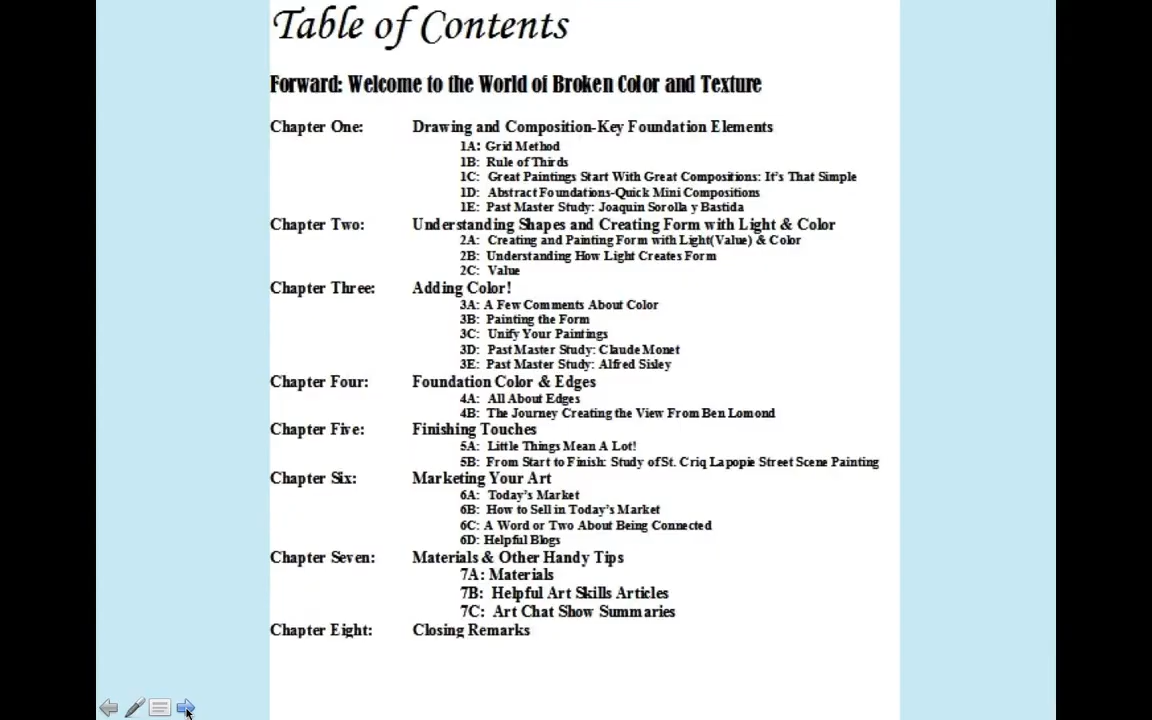 Table of Contents
Forward: Welcome to the World of Broken Color and Texture
Chapter One: Drawing and Composition-Key Foundation Elements
1A: Grid Method
1B: Rule of Thirds
1C: Great Paintings Start With Great Compositions: It's That Simple
1D: Abstract Foundations-Quick Mini Compositions
1E: Past Master Study: Joaquin Sorolla y Bastida
Chapter Two: Understanding Shapes and Creating Form with Light & Color
2A: Creating and Painting Form with Light(Value) & Color
2B: Understanding How Light Creates Form
2C: Value
Chapter Three: Adding Color!
3A: A Few Comments About Color
3B: Painting the Form
3C: Unify Your Paintings
3D: Past Master Study: Claude Monet
3E: Past Master Study: Alfred Sisley
Chapter Four: Foundation Color & Edges
4A: All About Edges
4B: The Journey Creating the View From Ben Lomond
Chapter Five: Finishing Touches
5A: Little Things Mean A Lot!
5B: From Start to Finish: Study of St. Criq Lapopie Street Scene Painting
Chapter Six: Marketing Your Art
6A: Today's Market
6B: How to Sell in Today's Market
6C: A Word or Two About Being Connected
6D: Helpful Blogs
Chapter Seven: Materials & Other Handy Tips
7A: Materials
7B: Helpful Art Skills Articles
7C: Art Chat Show Summaries
Chapter Eight: Closing Remarks